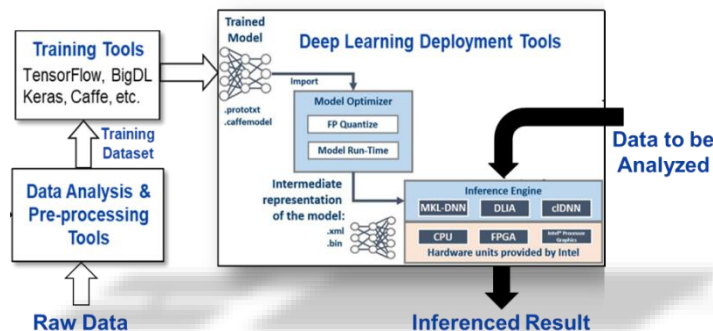 Training Tools
TensorFlow, BigDL
Keras, Caffe, etc.
Training
Dataset
Data Analysis &
Pre-processing
Tools
Raw Data
Trained
Model
Deep Learning Deployment Tools
Import
.prototxt
.caffemodel
Model Optimizer
FP Quantize
Model Run-Time
Intermediate
representation
of the model:
.xml
.bin
Data to be
Analyzed
Inference Engine
MKL-DNN DLIA clDNN
CPU FPGA Intel® Processor
Graphics
Hardware units provided by Intel
Inferenced Result